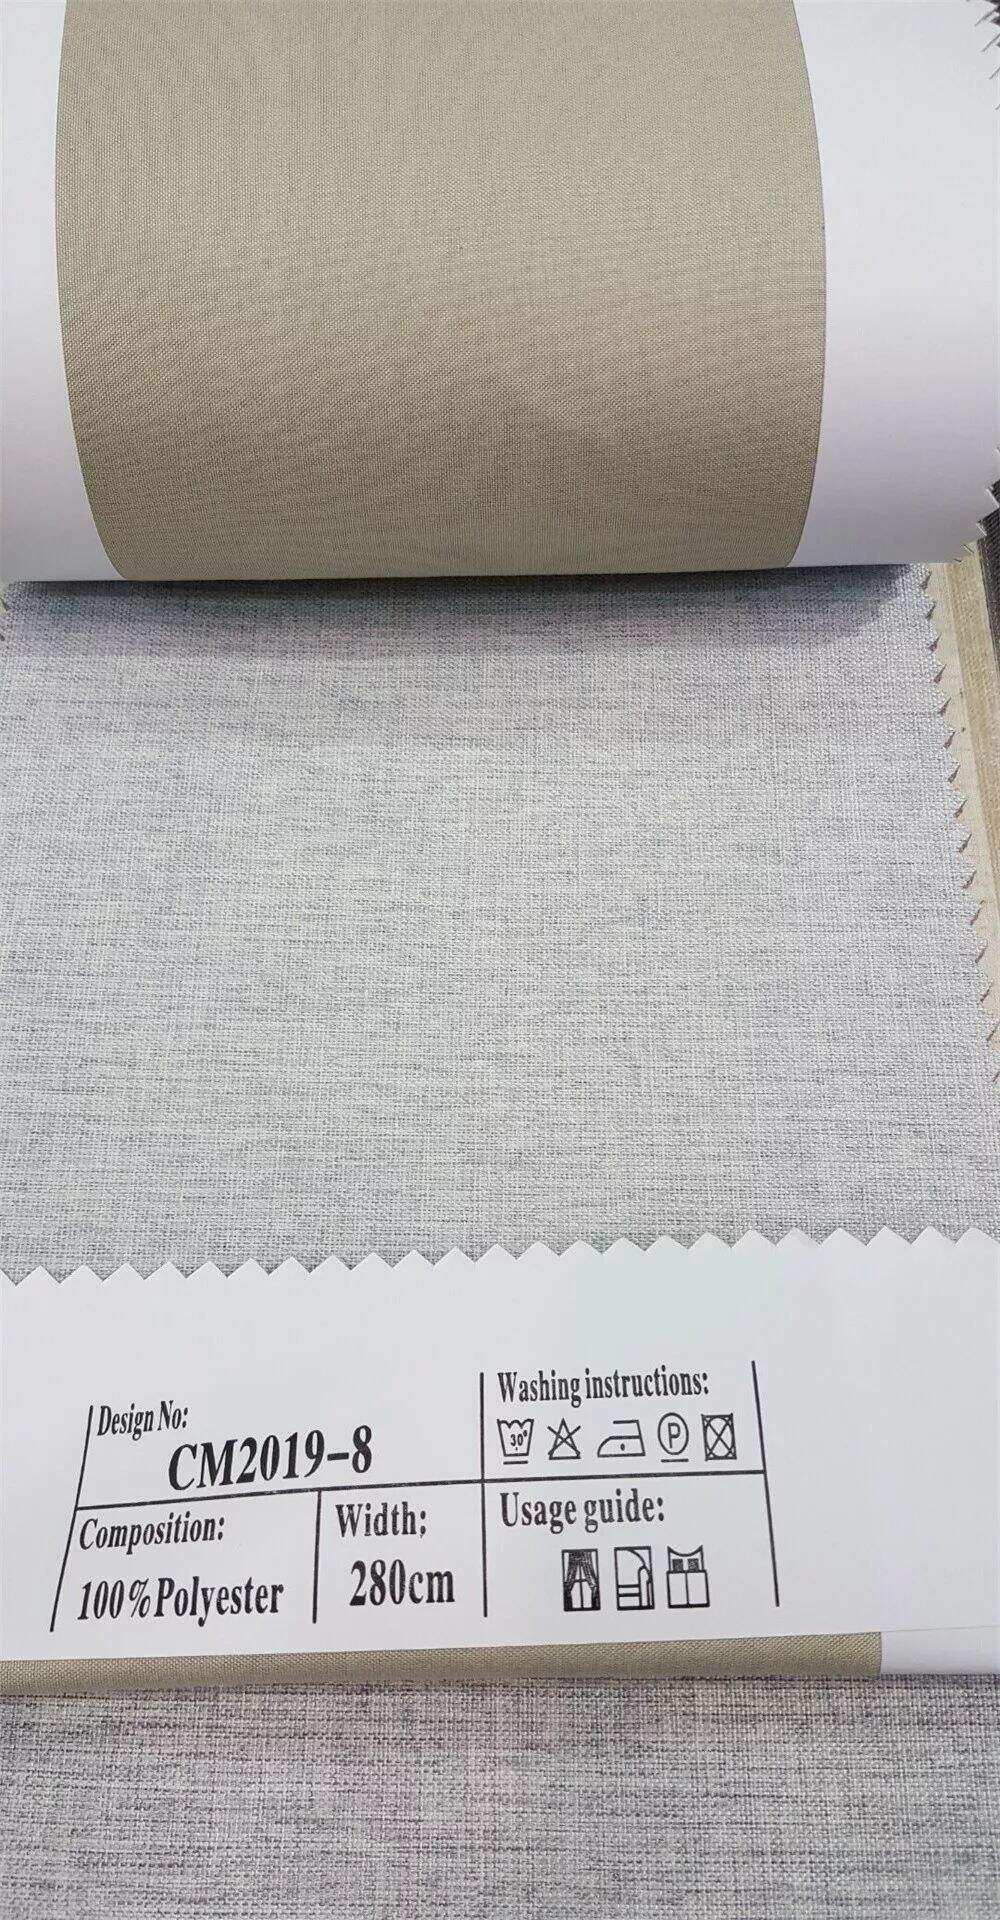 Design No:
CM2019-8
Washing instructions:
30°
P
Composition:
100%Polyester
Width:
280cm
Usage guide: